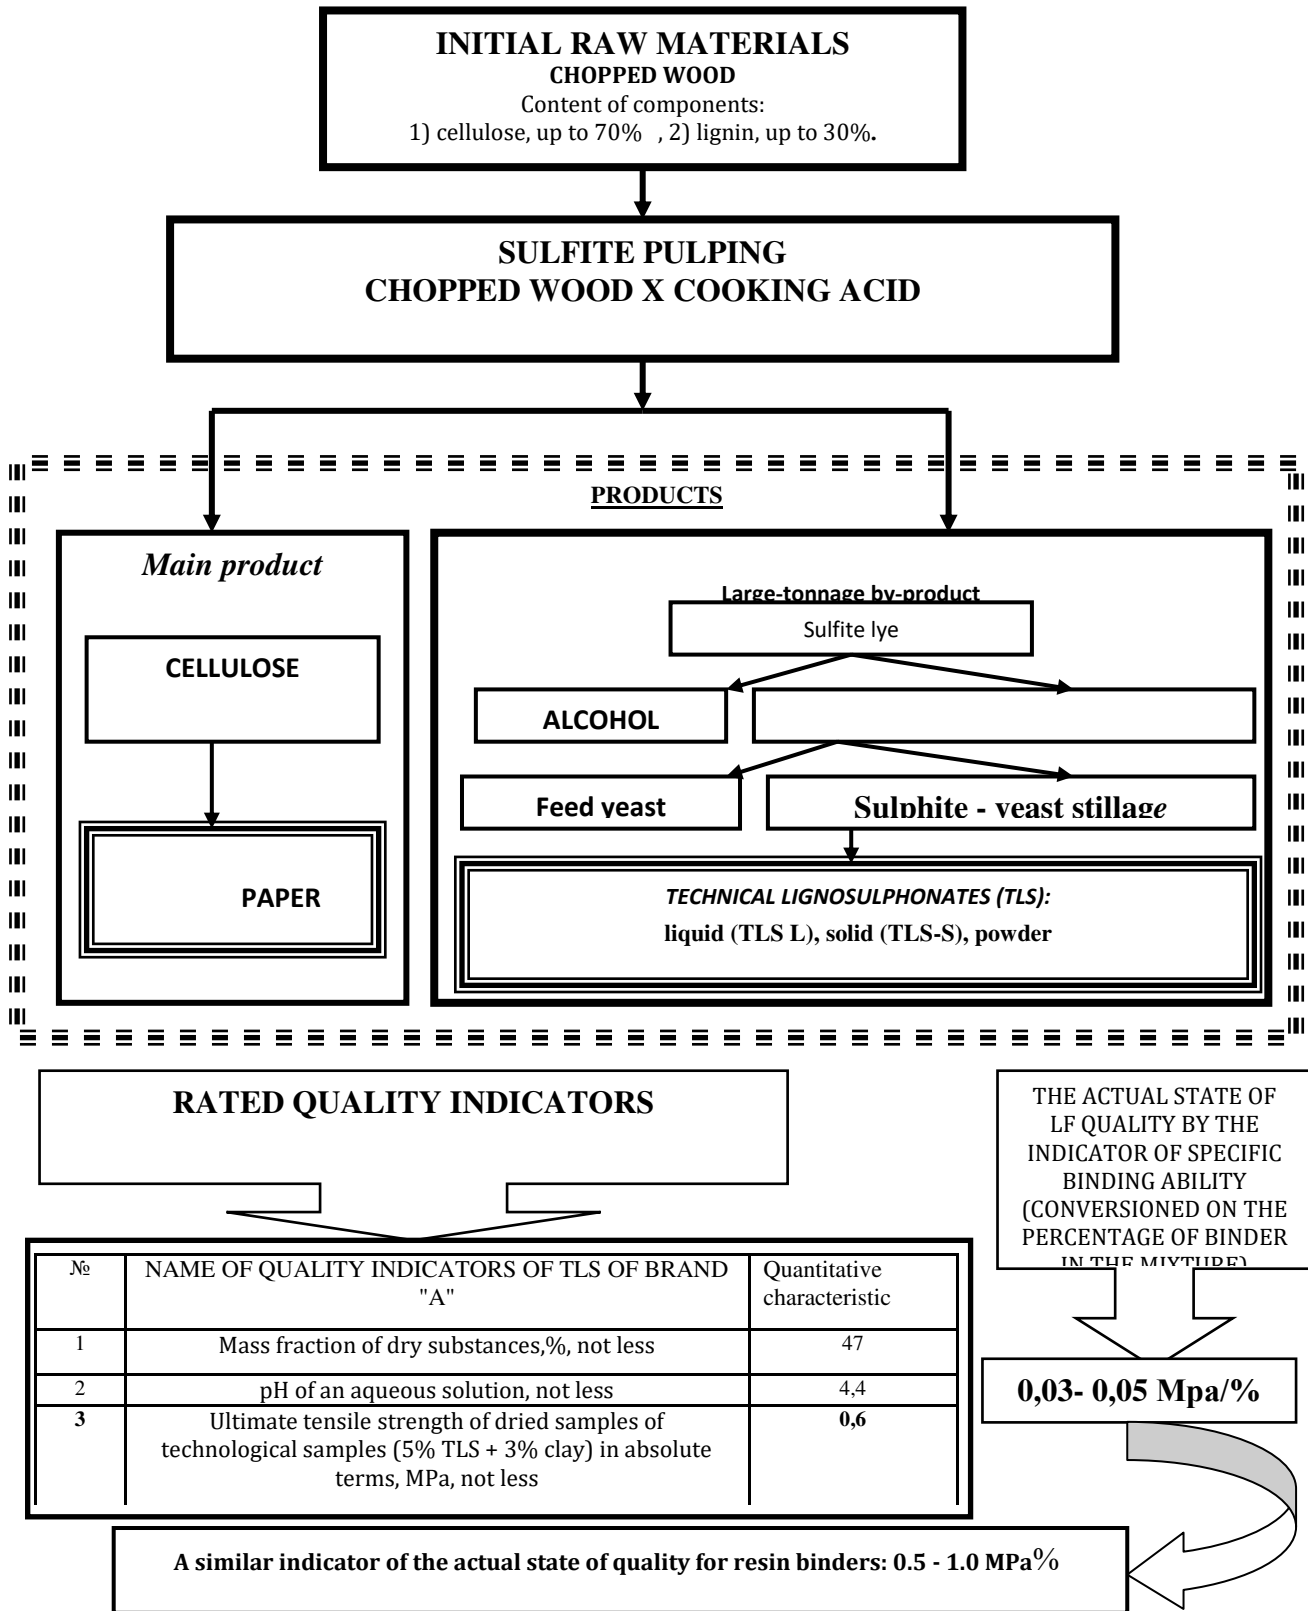 INITIAL RAW MATERIALS
CHOPPED WOOD
Content of components:
1) cellulose, up to 70% , 2) lignin, up to 30%.
SULFITE PULPING
CHOPPED WOOD X COOKING ACID
PRODUCTS
Main product
CELLULOSE
PAPER
Large-tonnage by-product
Sulfite lye
ALCOHOL
Feed yeast
Sulphite - yeast stillage
TECHNICAL LIGNOSULPHONATES (TLS):
liquid (TLS L), solid (TLS-S), powder
RATED QUALITY INDICATORS
№ NAME OF QUALITY INDICATORS OF TLS OF BRAND Quantitative
"A" characteristic
1 Mass fraction of dry substances,%, not less 47
2 pH of an aqueous solution, not less 4,4
3 Ultimate tensile strength of dried samples of 0,6
technological samples (5% TLS + 3% clay) in absolute
terms, MPa, not less
THE ACTUAL STATE OF
LF QUALITY BY THE
INDICATOR OF SPECIFIC
BINDING ABILITY
(CONVERSIONED ON THE
PERCENTAGE OF BINDER
IN THE MIXTURE)
0,03- 0,05 Mpa/%
A similar indicator of the actual state of quality for resin binders: 0.5 - 1.0 MPa%